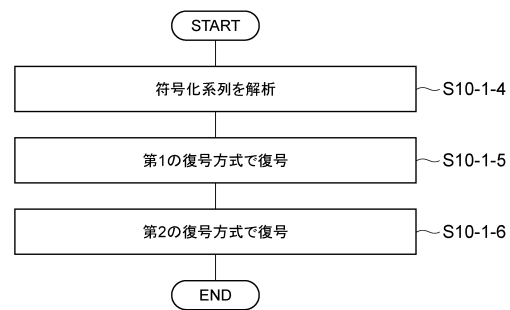 START
符号化系列を解析
S10-1-4
第1の復号方式で復号
S10-1-5
第2の復号方式で復号
S10-1-6
END